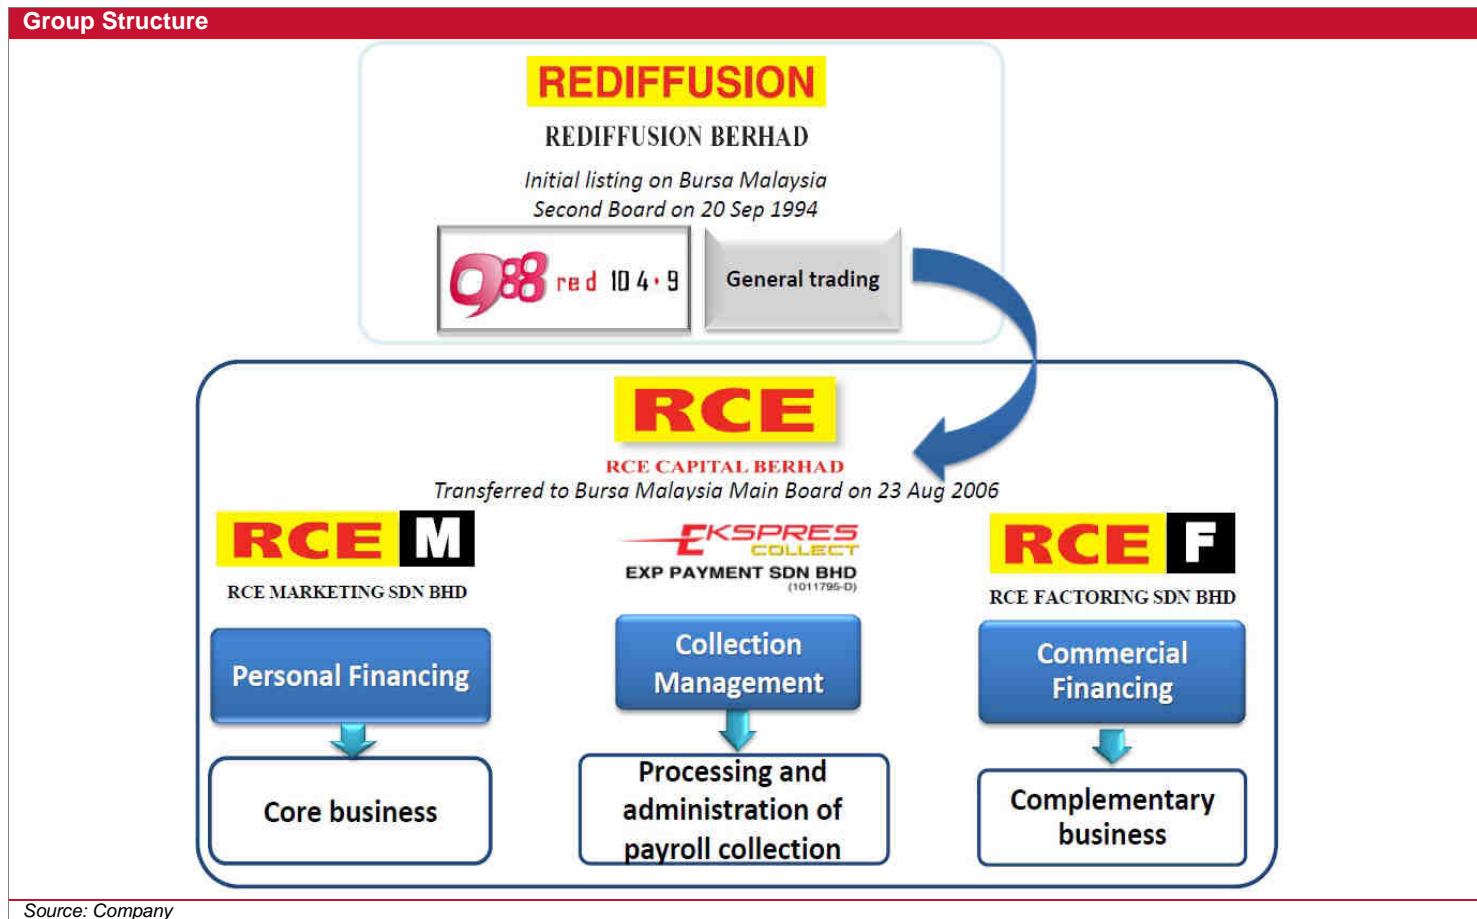 Group Structure
REDIFFUSION
REDIFFUSION BERHAD
Initial listing on Bursa Malaysia
Second Board on 20 Sep 1994
988 red 104.9
General trading
RCE
RCE CAPITAL BERHAD
Transferred to Bursa Malaysia Main Board on 23 Aug 2006
RCE M
RCE MARKETING SDN BHD
Personal Financing
Core business
EKSPRES
COLLECT
EXP PAYMENT SDN BHD
(1011795-D)
Collection
Management
Processing and
administration of
payroll collection
RCE F
RCE FACTORING SDN BHD
Commercial
Financing
Complementary
business
Source: Company